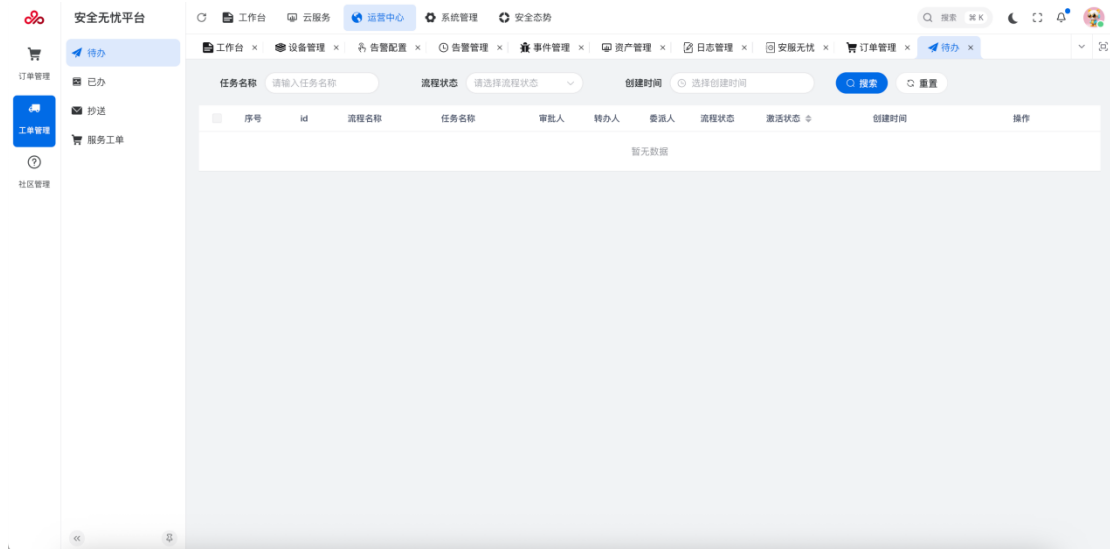 安全无忧平台 工作台 云服务 运营中心 系统管理 安全态势 搜索 ⌘ K
工作台 × 设备管理 × 告警配置 × 告警管理 × 事件管理 × 资产管理 × 日志管理 × 安服无忧 × 订单管理 × 待办 ×
订单管理
工单管理
社区管理
待办
已办
抄送
服务工单
任务名称 请输入任务名称 流程状态 请选择流程状态 创建时间 选择创建时间 搜索 重置
序号 id 流程名称 任务名称 审批人 转办人 委派人 流程状态 激活状态 创建时间 操作
暂无数据